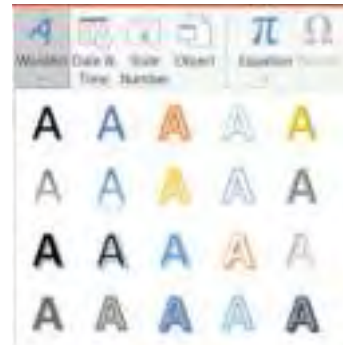 A
π Ω
WordArt Date & Slide Object Equation
Time Number
A A A A A
A A A A A
A A A A A
A A A A A